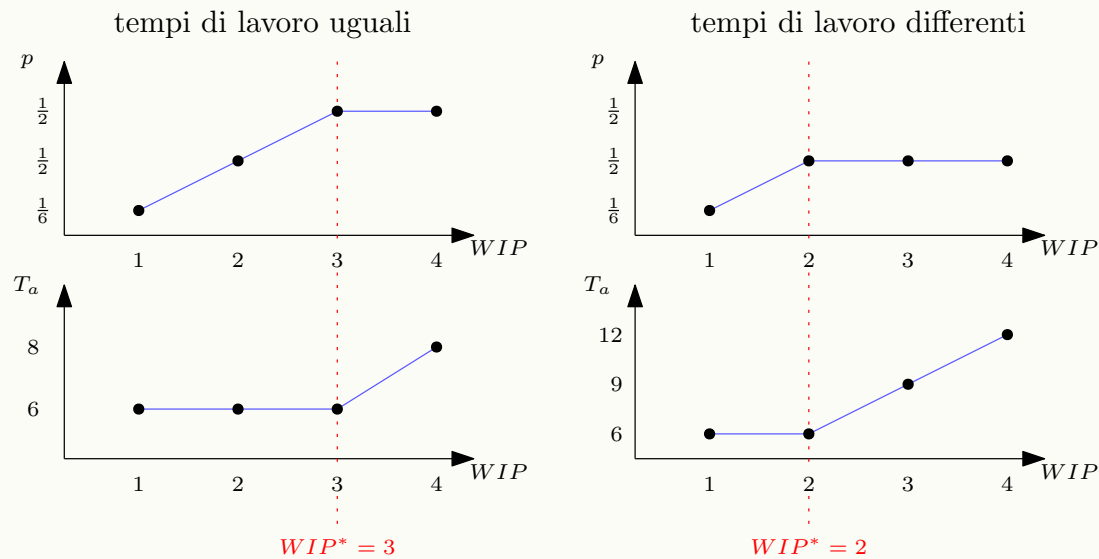 tempi di lavoro uguali
p
1/2
1/2
1/6
WIP
1 2 3 4
T_a
8
6
WIP
1 2 3 4
WIP* = 3
tempi di lavoro differenti
p
1/2
1/2
1/6
WIP
1 2 3 4
T_a
12
9
6
WIP
1 2 3 4
WIP* = 2